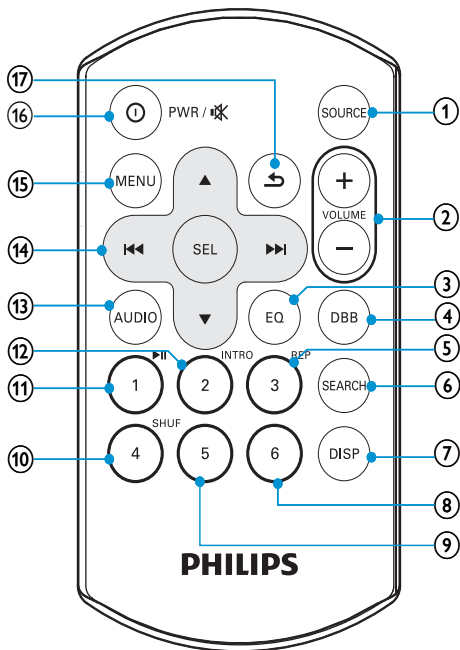 17
16 PWR / SOURCE 1
15 MENU + 2
VOLUME
14 SEL −
13 AUDIO EQ 3 DBB 4
12 INTRO REP 5
11 1 2 3 SEARCH 6
SHUF
10 4 5 6 DISP 7
8
9
PHILIPS